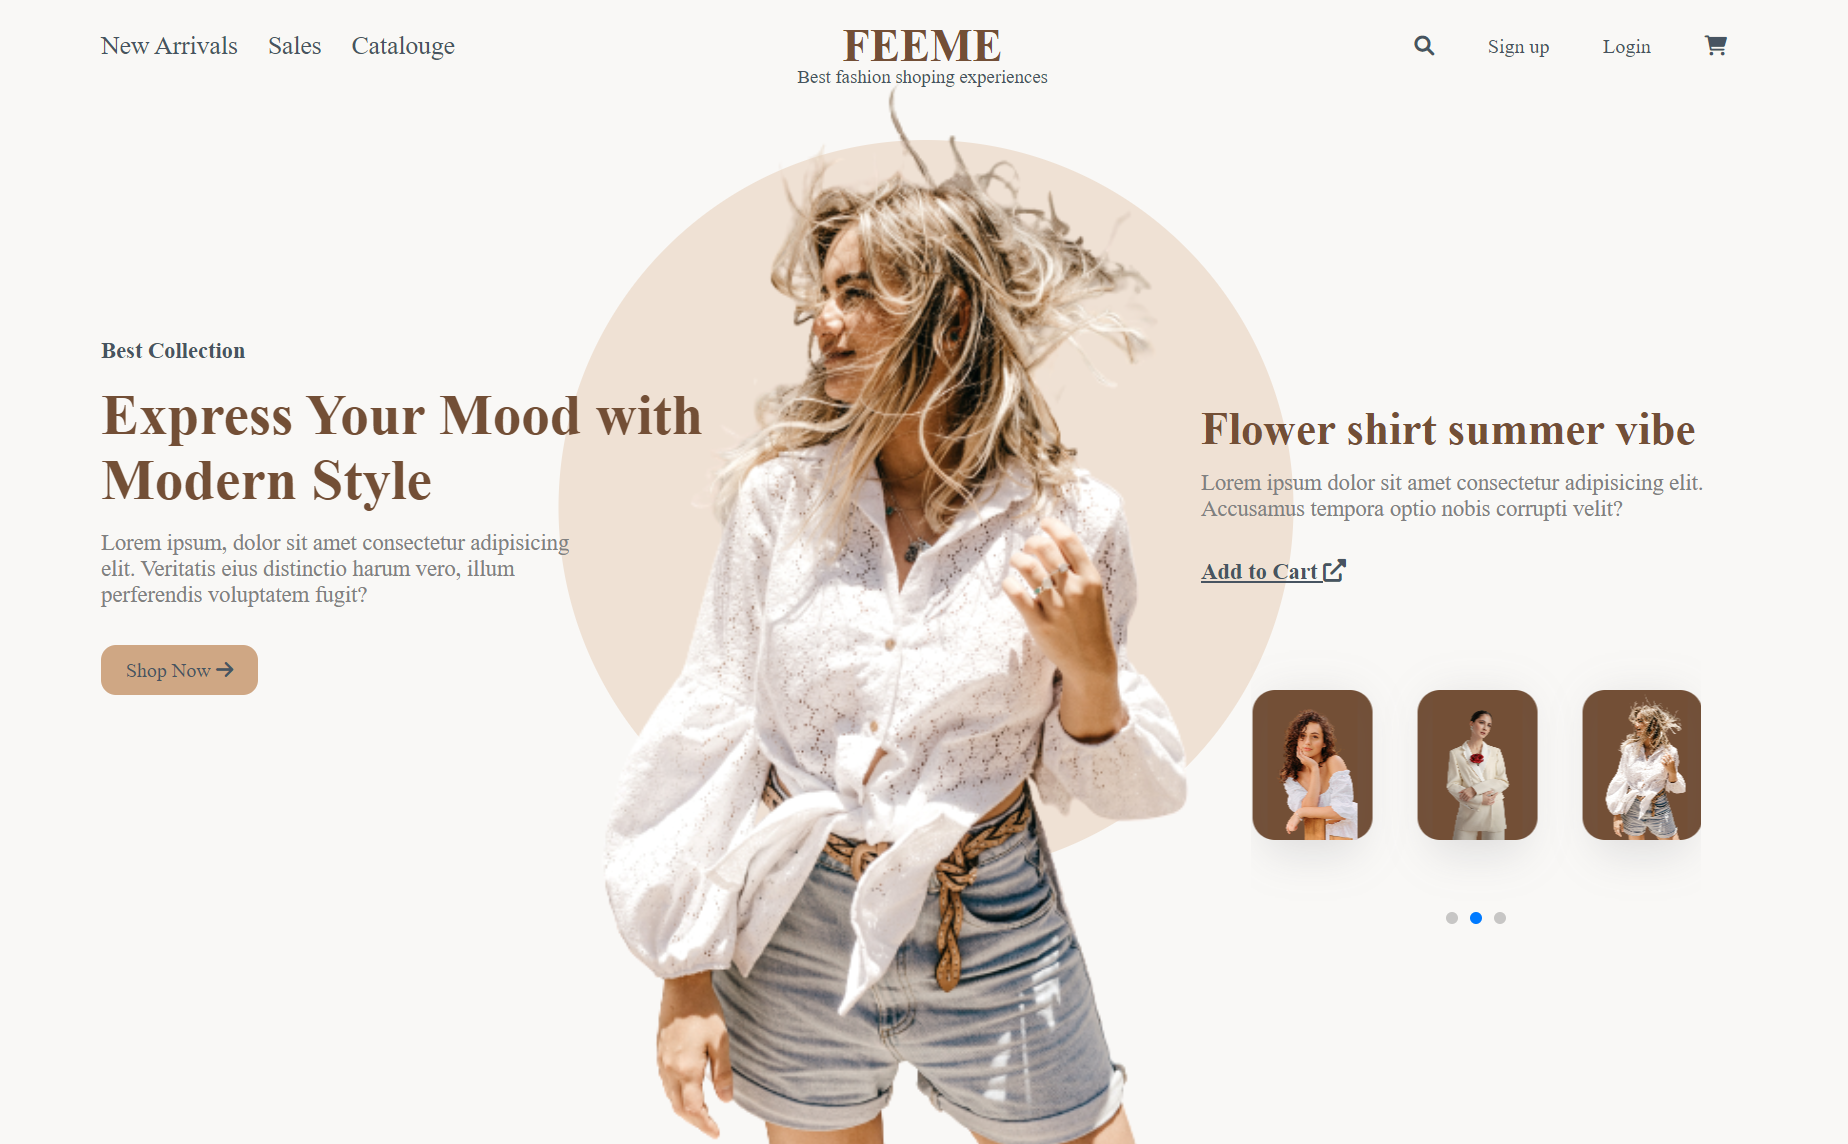 New Arrivals Sales Catalouge
FEEME
Best fashion shoping experiences
Sign up Login
Best Collection
Express Your Mood with
Modern Style
Lorem ipsum, dolor sit amet consectetur adipisicing
elit. Veritatis eius distinctio harum vero, illum
perferendis voluptatem fugit?
Shop Now
Flower shirt summer vibe
Lorem ipsum dolor sit amet consectetur adipisicing elit.
Accusamus tempora optio nobis corrupti velit?
Add to Cart